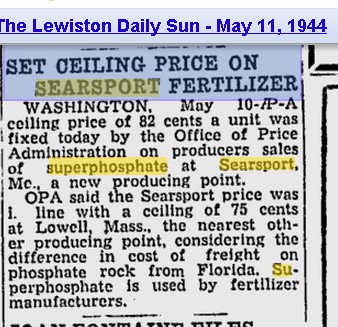 The Lewiston Daily Sun - May 11, 1944
SET CEILING PRICE ON
SEARSPORT FERTILIZER
WASHINGTON, May 10-/P-A
ceiling price of 82 cents a unit was
fixed today by the Office of Price
Administration on producers sales
of superphosphate at Searsport,
Me., a new producing point.
OPA said the Searsport price was
i. line with a ceiling of 75 cents
at Lowell, Mass., the nearest oth-
er producing point, considering the
difference in cost of freight on
phosphate rock from Florida. Su-
perphosphate is used by fertilizer
manufacturers.
JOAN FONTAINE FILES